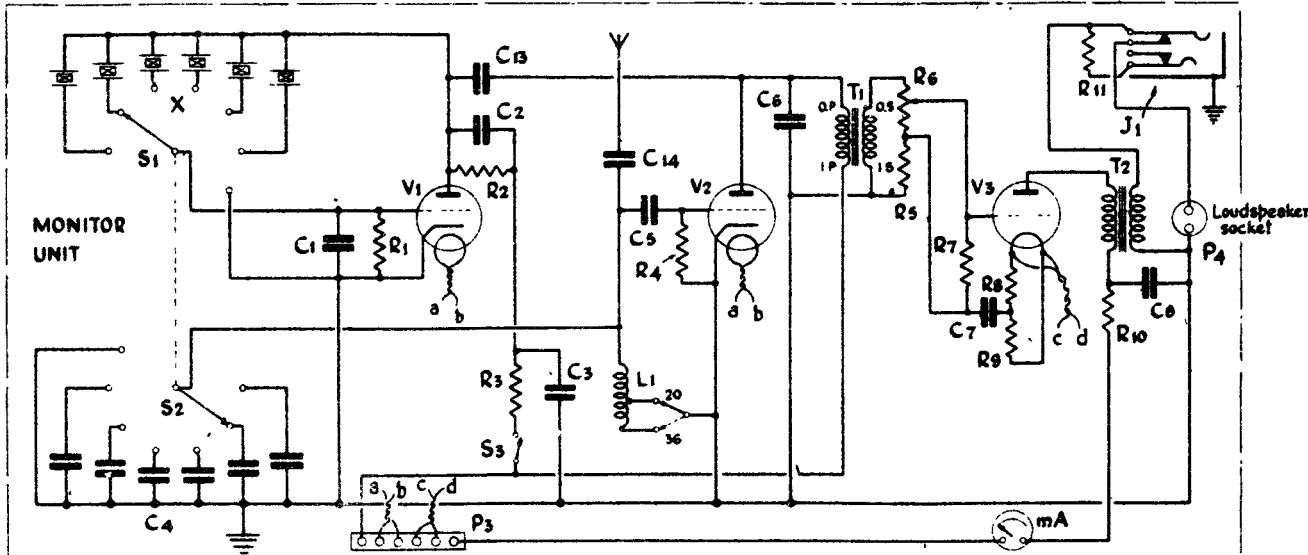 C13
C2
C6
T1
O.P
O.S
I.P
I.S
R6
R11
J1
X
S1
R2
C14
V1
V2
V3
T2
MONITOR
UNIT
C1
R1
C5
R4
R5
R7
Loudspeaker
socket
P4
a b
a b
R8
C7
R9
c d
C8
R10
R3
C3
L1
20
36
S2
S3
C4
a b c d
P3
mA